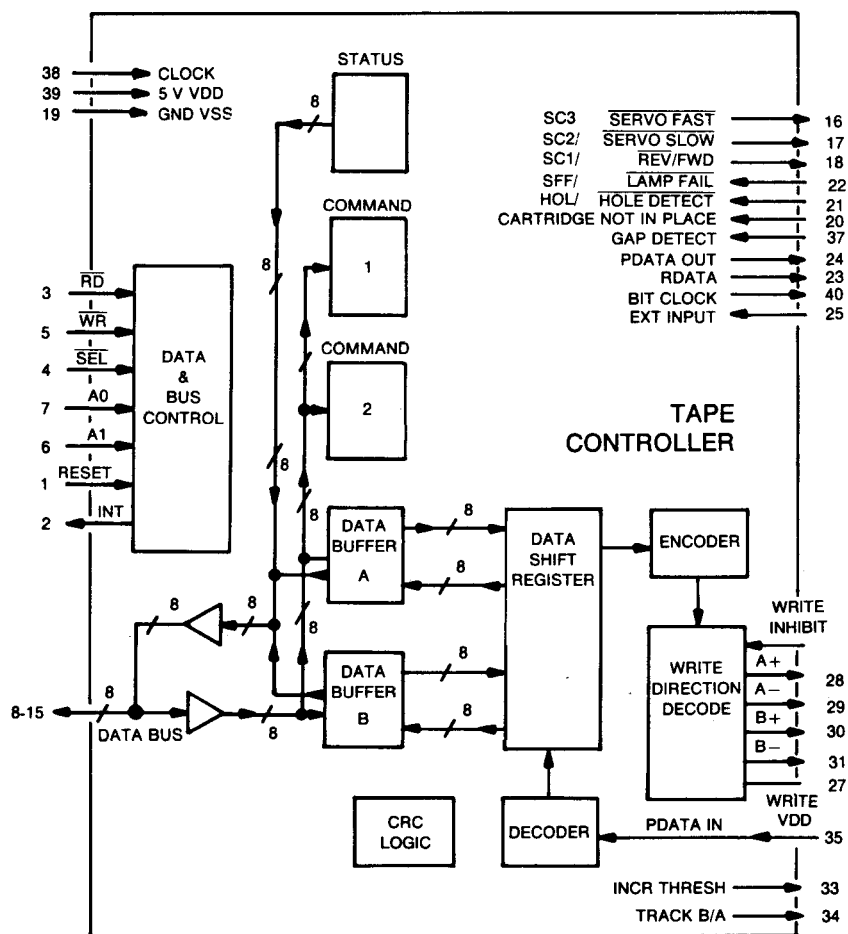 STATUS
38 CLOCK
39 5 V VDD
19 GND VSS
8
SC3 SERVO FAST 16
SC2/ SERVO SLOW 17
SC1/ REV/FWD 18
SFF/ LAMP FAIL 22
HOL/ HOLE DETECT 21
CARTRIDGE NOT IN PLACE 20
GAP DETECT 37
PDATA OUT 24
RDATA 23
BIT CLOCK 40
EXT INPUT 25
COMMAND
1
8
3 RD
5 WR
4 SEL
7 A0
6 A1
1 RESET
2 INT
DATA
&
BUS
CONTROL
COMMAND
2
8
8
TAPE
CONTROLLER
DATA
BUFFER
A
8
8
DATA
SHIFT
REGISTER
ENCODER
8
8
8
DATA
BUFFER
B
8
8
WRITE
DIRECTION
DECODE
WRITE
INHIBIT
A+ 28
A− 29
B+ 30
B− 31
27
WRITE
VDD
8-15 8
DATA BUS
8
CRC
LOGIC
DECODER
PDATA IN 35
INCR THRESH 33
TRACK B/A 34